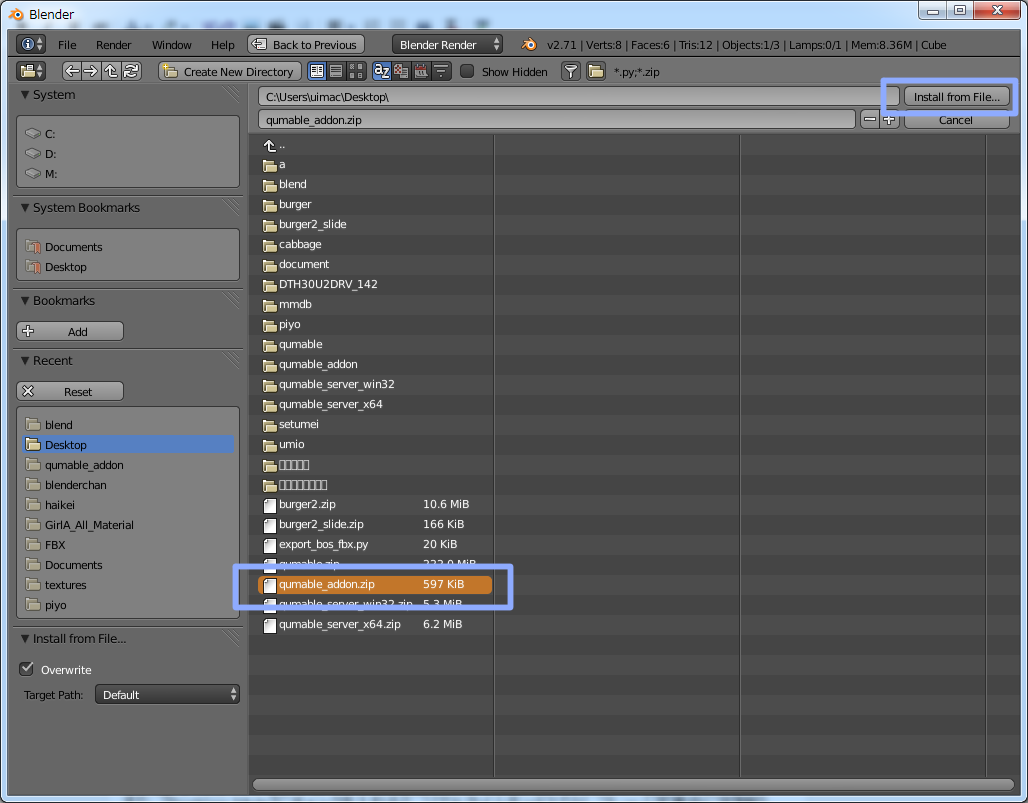 Blender
File Render Window Help Back to Previous Blender Render v2.71 | Verts:8 | Faces:6 | Tris:12 | Objects:1/3 | Lamps:0/1 | Mem:8.36M | Cube
Create New Directory Show Hidden *.py;*.zip
System
C:
D:
M:
System Bookmarks
Documents
Desktop
Bookmarks
Add
Recent
Reset
blend
Desktop
qumable_addon
blenderchan
haikei
GirlA_All_Material
FBX
Documents
textures
piyo
Install from File...
Overwrite
Target Path: Default
C:\Users\uimac\Desktop\ Install from File...
qumable_addon.zip Cancel
..
a
blend
burger
burger2_slide
cabbage
document
DTH30U2DRV_142
mmdb
piyo
qumable
qumable_addon
qumable_server_win32
qumable_server_x64
setumei
umio
burger2.zip 10.6 MiB
burger2_slide.zip 166 KiB
export_bos_fbx.py 20 KiB
qumable.zip MiB
qumable_addon.zip 597 KiB
qumable_server_win32.zip 5.3 MiB
qumable_server_x64.zip 6.2 MiB